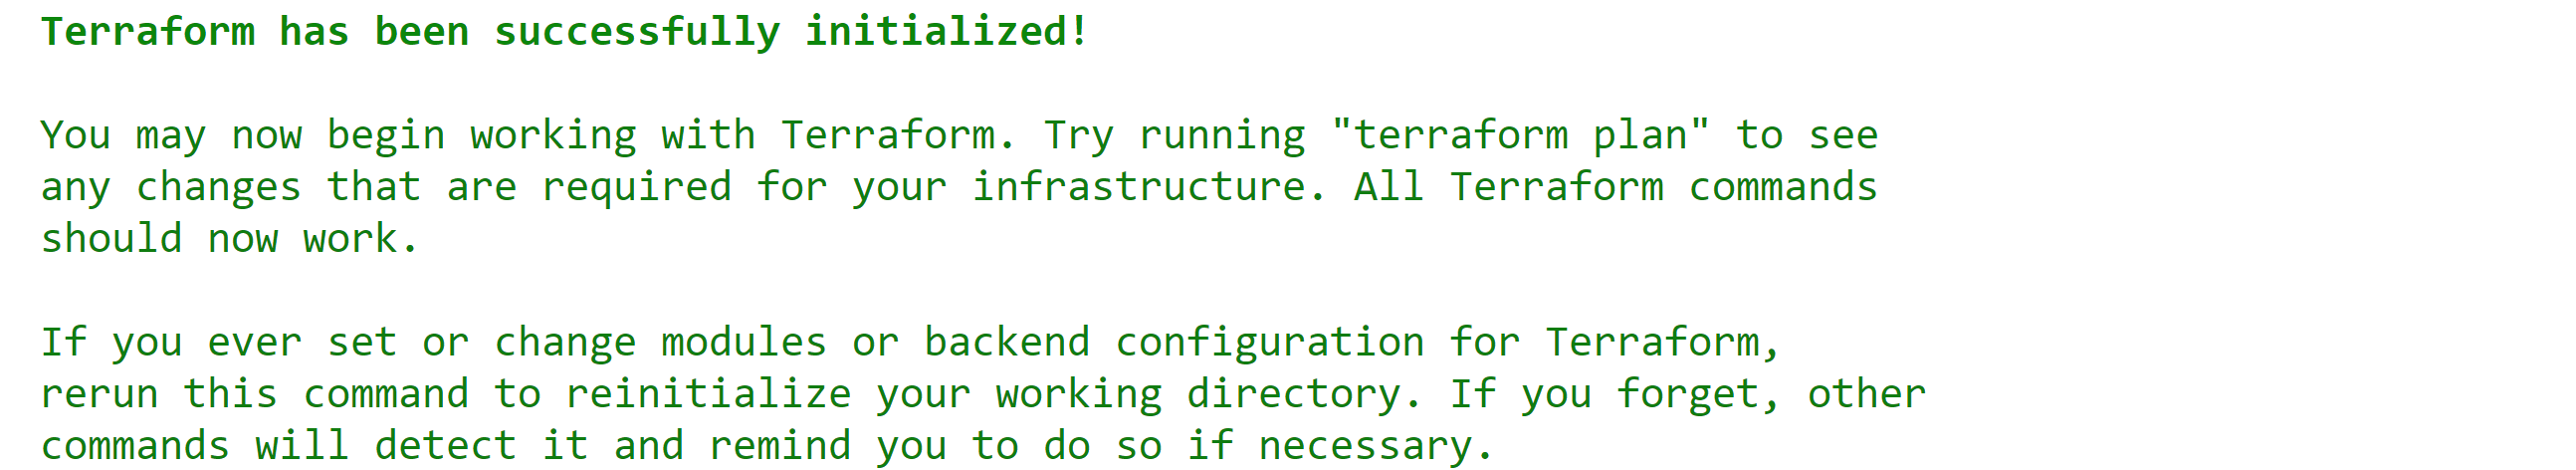 Terraform has been successfully initialized!
You may now begin working with Terraform. Try running "terraform plan" to see
any changes that are required for your infrastructure. All Terraform commands
should now work.
If you ever set or change modules or backend configuration for Terraform,
rerun this command to reinitialize your working directory. If you forget, other
commands will detect it and remind you to do so if necessary.